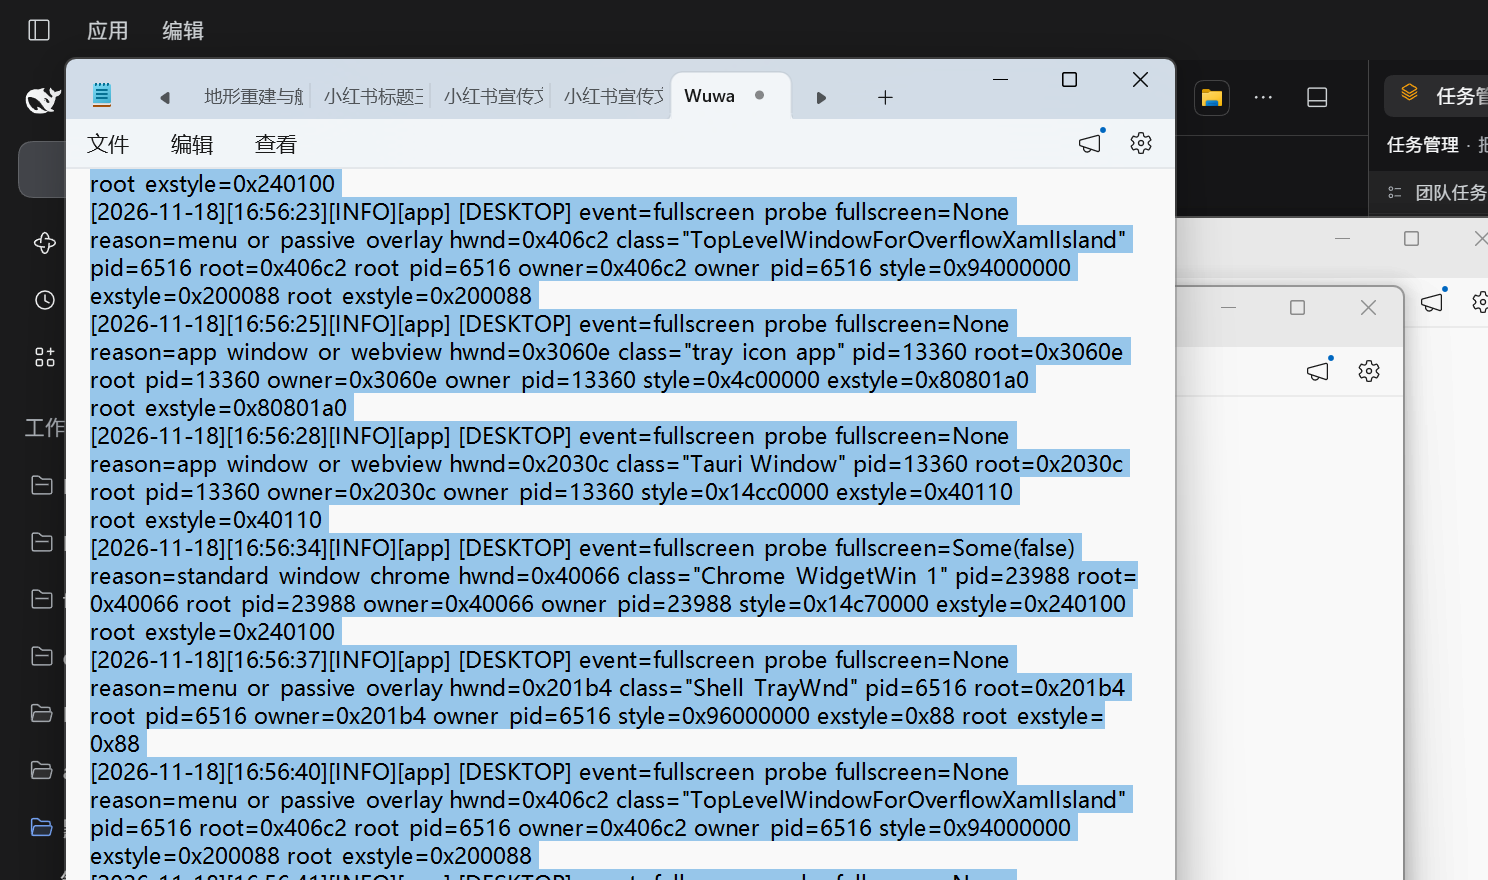 应用 编辑
地形重建与 小红书标题 小红书宣传 小红书宣传 Wuwa
文件 编辑 查看
任务管
任务管理 ·
团队任务
工作
root exstyle=0x240100
[2026-11-18][16:56:23][INFO][app] [DESKTOP] event=fullscreen probe fullscreen=None
reason=menu or passive overlay hwnd=0x406c2 class="TopLevelWindowForOverflowXamlIsland"
pid=6516 root=0x406c2 root pid=6516 owner=0x406c2 owner pid=6516 style=0x94000000
exstyle=0x200088 root exstyle=0x200088
[2026-11-18][16:56:25][INFO][app] [DESKTOP] event=fullscreen probe fullscreen=None
reason=app window or webview hwnd=0x3060e class="tray icon app" pid=13360 root=0x3060e
root pid=13360 owner=0x3060e owner pid=13360 style=0x4c00000 exstyle=0x80801a0
root exstyle=0x80801a0
[2026-11-18][16:56:28][INFO][app] [DESKTOP] event=fullscreen probe fullscreen=None
reason=app window or webview hwnd=0x2030c class="Tauri Window" pid=13360 root=0x2030c
root pid=13360 owner=0x2030c owner pid=13360 style=0x14cc0000 exstyle=0x40110
root exstyle=0x40110
[2026-11-18][16:56:34][INFO][app] [DESKTOP] event=fullscreen probe fullscreen=Some(false)
reason=standard window chrome hwnd=0x40066 class="Chrome WidgetWin 1" pid=23988 root=
0x40066 root pid=23988 owner=0x40066 owner pid=23988 style=0x14c70000 exstyle=0x240100
root exstyle=0x240100
[2026-11-18][16:56:37][INFO][app] [DESKTOP] event=fullscreen probe fullscreen=None
reason=menu or passive overlay hwnd=0x201b4 class="Shell TrayWnd" pid=6516 root=0x201b4
root pid=6516 owner=0x201b4 owner pid=6516 style=0x96000000 exstyle=0x88 root exstyle=
0x88
[2026-11-18][16:56:40][INFO][app] [DESKTOP] event=fullscreen probe fullscreen=None
reason=menu or passive overlay hwnd=0x406c2 class="TopLevelWindowForOverflowXamlIsland"
pid=6516 root=0x406c2 root pid=6516 owner=0x406c2 owner pid=6516 style=0x94000000
exstyle=0x200088 root exstyle=0x200088